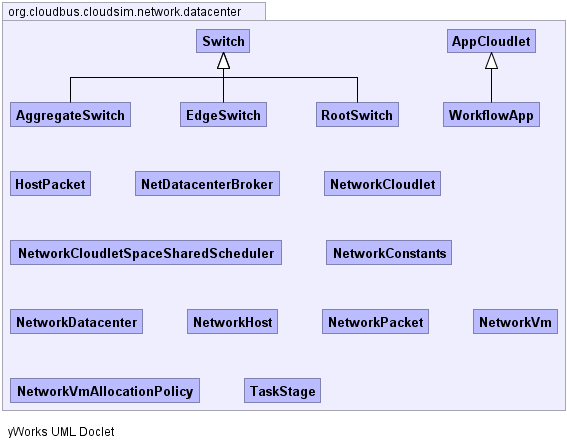 org.cloudbus.cloudsim.network.datacenter
Switch AppCloudlet
AggregateSwitch EdgeSwitch RootSwitch WorkflowApp
HostPacket NetDatacenterBroker NetworkCloudlet
NetworkCloudletSpaceSharedScheduler NetworkConstants
NetworkDatacenter NetworkHost NetworkPacket NetworkVm
NetworkVmAllocationPolicy TaskStage
yWorks UML Doclet